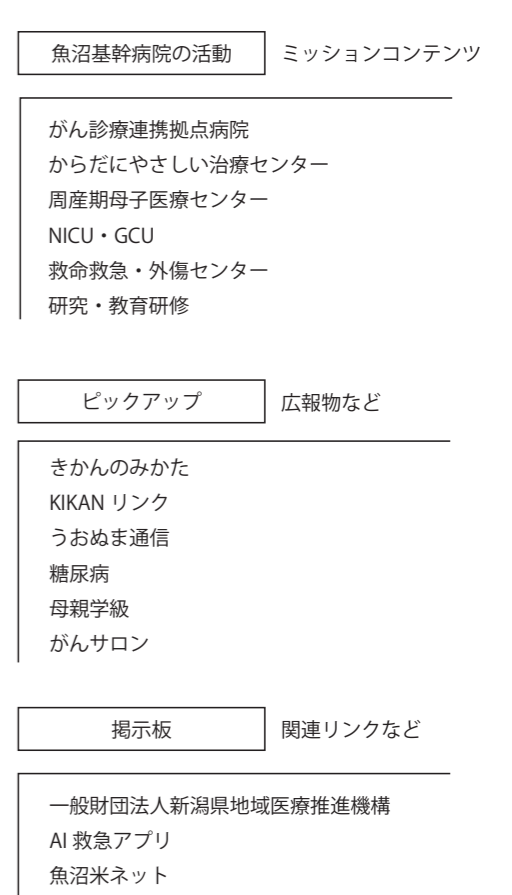 魚沼基幹病院の活動 ミッションコンテンツ
がん診療連携拠点病院
からだにやさしい治療センター
周産期母子医療センター
NICU・GCU
救命救急・外傷センター
研究・教育研修
ピックアップ 広報物など
きかんのみかた
KIKAN リンク
うおぬま通信
糖尿病
母親学級
がんサロン
掲示板 関連リンクなど
一般財団法人新潟県地域医療推進機構
AI 救急アプリ
魚沼米ネット